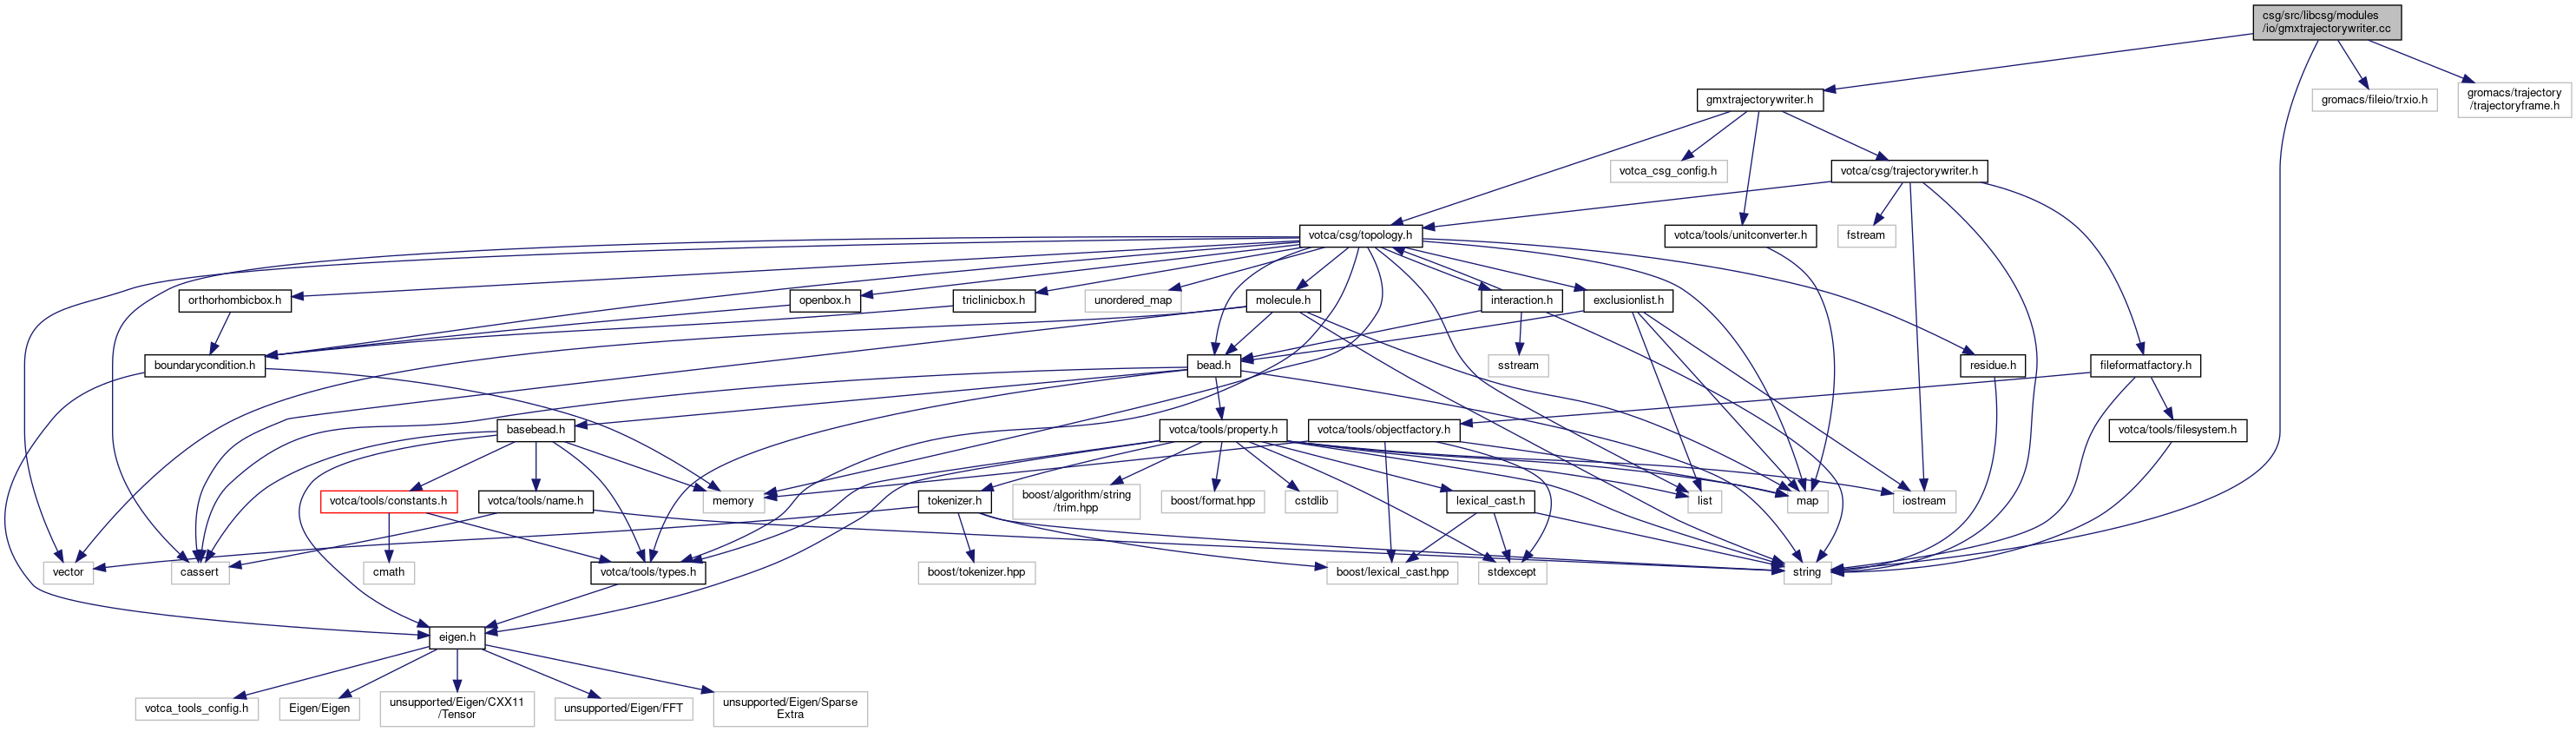 csg/src/libcsg/modules
/io/gmxtrajectorywriter.cc
gmxtrajectorywriter.h
gromacs/fileio/trxio.h
gromacs/trajectory
/trajectoryframe.h
votca_csg_config.h
votca/csg/trajectorywriter.h
votca/csg/topology.h
votca/tools/unitconverter.h
fstream
orthorhombicbox.h
openbox.h
triclinicbox.h
unordered_map
molecule.h
interaction.h
exclusionlist.h
boundarycondition.h
bead.h
sstream
residue.h
fileformatfactory.h
basebead.h
votca/tools/property.h
votca/tools/objectfactory.h
votca/tools/filesystem.h
votca/tools/constants.h
votca/tools/name.h
memory
tokenizer.h
boost/algorithm/string
/trim.hpp
boost/format.hpp
cstdlib
lexical_cast.h
list
map
iostream
vector
cassert
cmath
votca/tools/types.h
boost/tokenizer.hpp
boost/lexical_cast.hpp
stdexcept
string
eigen.h
votca_tools_config.h
Eigen/Eigen
unsupported/Eigen/CXX11
/Tensor
unsupported/Eigen/FFT
unsupported/Eigen/Sparse
Extra